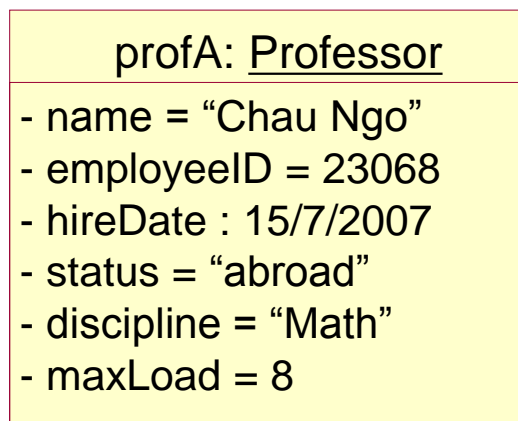 profA: Professor
- name = “Chau Ngo”
- employeeID = 23068
- hireDate : 15/7/2007
- status = “abroad”
- discipline = “Math”
- maxLoad = 8